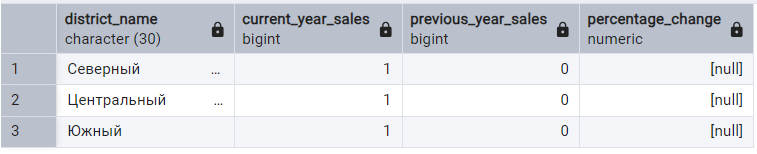 district_name current_year_sales previous_year_sales percentage_change
character (30) bigint bigint numeric
1 Северный … 1 0 [null]
2 Центральный … 1 0 [null]
3 Южный 1 0 [null]